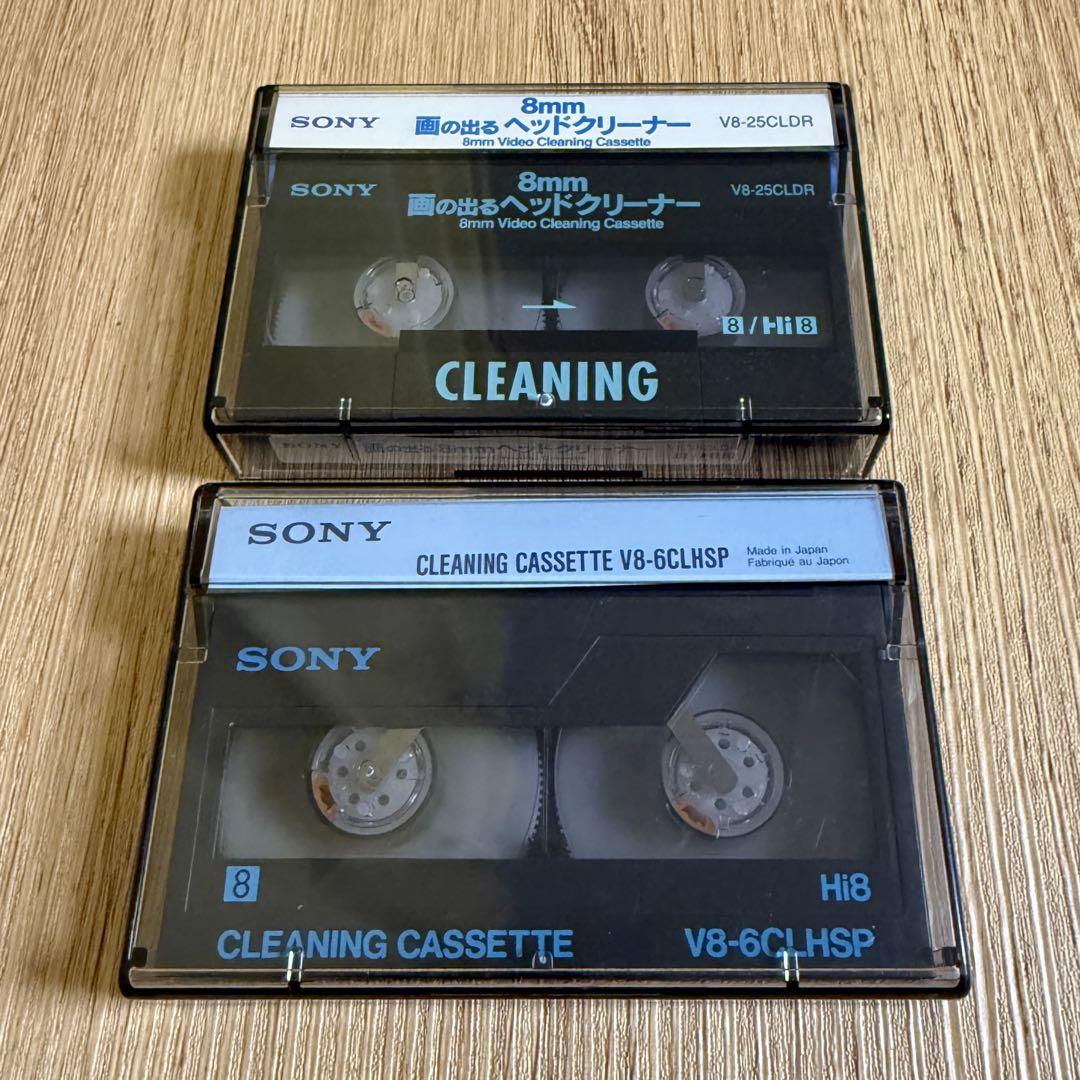 SONY
8mm
画の出るヘッドクリーナー
8mm Video Cleaning Cassette
V8-25CLDR
SONY
8mm
画の出るヘッドクリーナー
8mm Video Cleaning Cassette
V8-25CLDR
8/Hi8
CLEANING
SONY
SONY
CLEANING CASSETTE V8-6CLHSP
Made in Japan
Fabriqué au Japon
SONY
8
Hi8
CLEANING CASSETTE
V8-6CLHSP